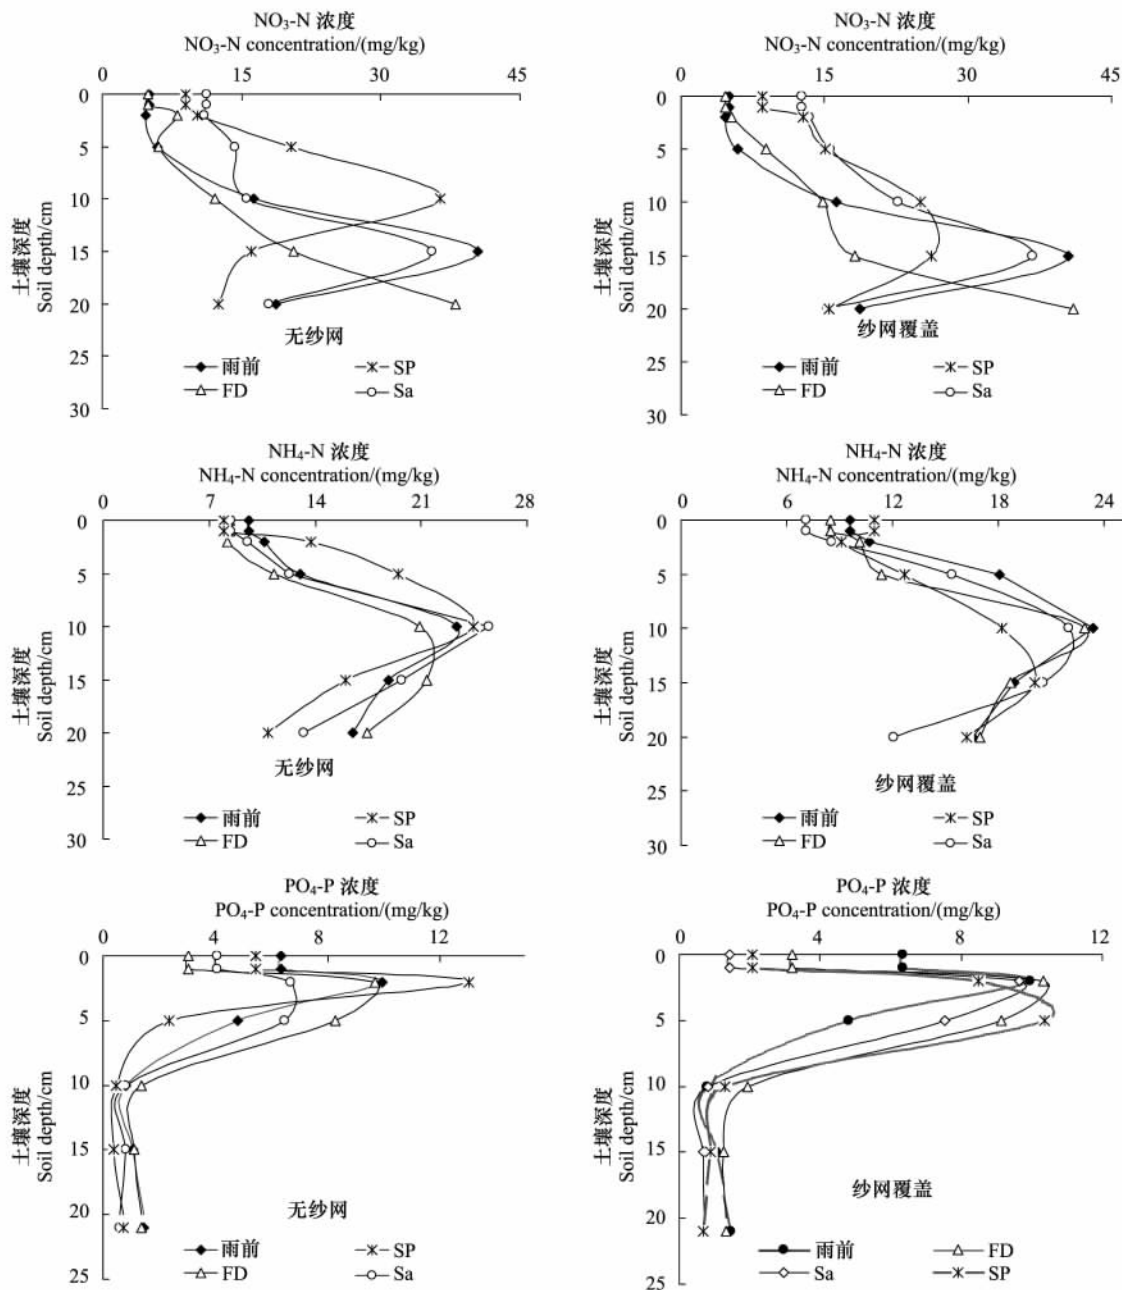 NO₃-N 浓度
NO₃-N concentration/(mg/kg)
0 15 30 45
0
5
10
15
20
25
30
土壤深度
Soil depth/cm
无纱网
雨前 SP
FD Sa
NO₃-N 浓度
NO₃-N concentration/(mg/kg)
0 15 30 45
0
5
10
15
20
25
30
土壤深度
Soil depth/cm
纱网覆盖
雨前 SP
FD Sa
NH₄-N 浓度
NH₄-N concentration/(mg/kg)
0 7 14 21 28
0
5
10
15
20
25
30
土壤深度
Soil depth/cm
无纱网
雨前 SP
FD Sa
NH₄-N 浓度
NH₄-N concentration/(mg/kg)
0 6 12 18 24
0
5
10
15
20
25
30
土壤深度
Soil depth/cm
纱网覆盖
雨前 SP
FD Sa
PO₄-P 浓度
PO₄-P concentration/(mg/kg)
0 4 8 12
0
5
10
15
20
25
土壤深度
Soil depth/cm
无纱网
雨前 SP
FD Sa
PO₄-P 浓度
PO₄-P concentration/(mg/kg)
0 4 8 12
0
5
10
15
20
25
土壤深度
Soil depth/cm
纱网覆盖
雨前 FD
Sa SP